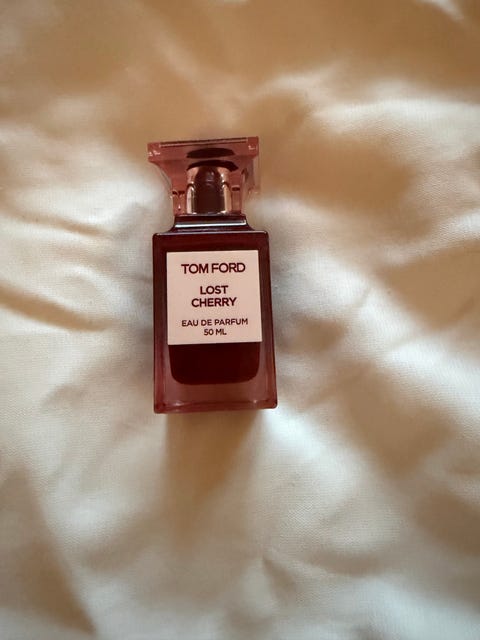 TOM FORD
LOST
CHERRY
EAU DE PARFUM
50 ML